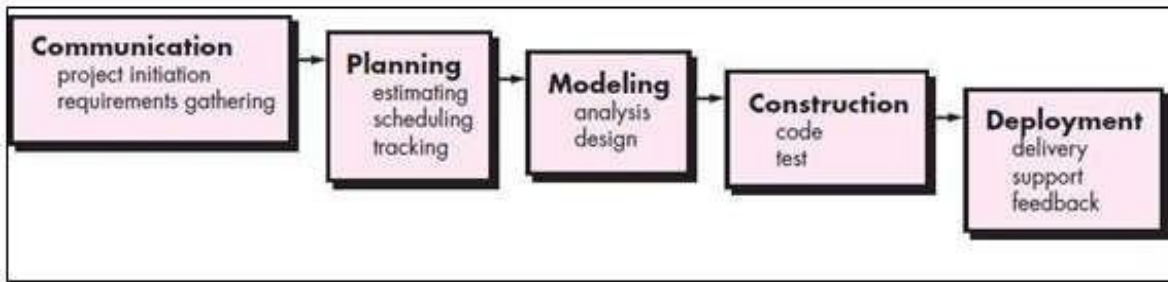 Communication
project initiation
requirements gathering
Planning
estimating
scheduling
tracking
Modeling
analysis
design
Construction
code
test
Deployment
delivery
support
feedback